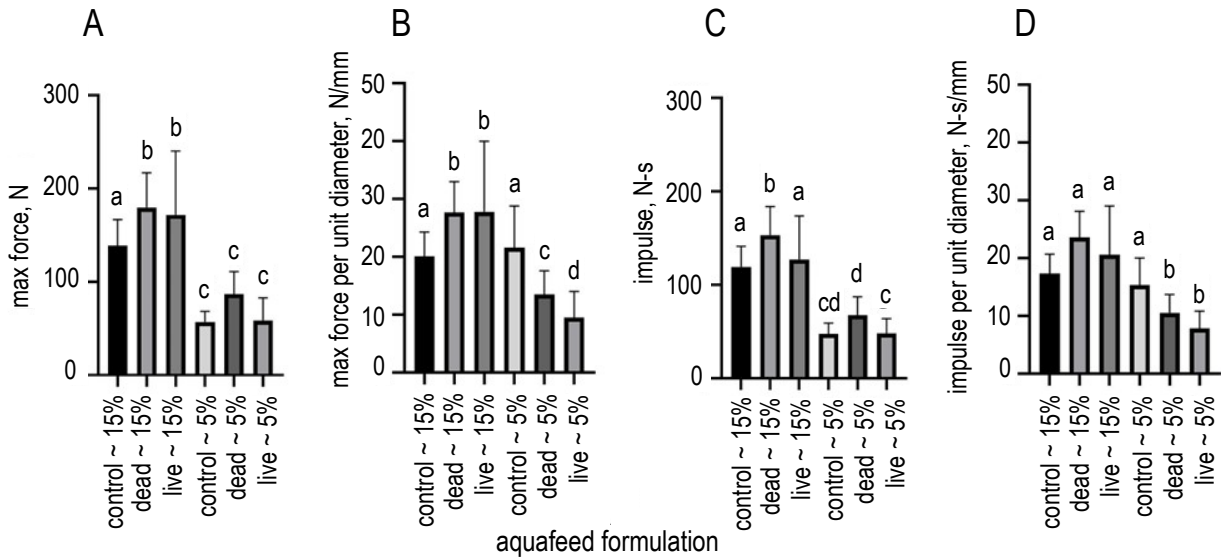 A
max force, N
300
200
100
0
a
b
b
c
c
c
control ~ 15%
dead ~ 15%
live ~ 15%
control ~ 5%
dead ~ 5%
live ~ 5%
B
max force per unit diameter, N/mm
50
20
30
20
10
0
a
b
b
a
c
d
control ~ 15%
dead ~ 15%
live ~ 15%
control ~ 5%
dead ~ 5%
live ~ 5%
C
impulse, N-s
300
200
100
0
a
b
a
cd
d
c
control ~ 15%
dead ~ 15%
live ~ 15%
control ~ 5%
dead ~ 5%
live ~ 5%
D
impulse per unit diameter, N-s/mm
50
20
30
20
10
0
a
a
a
a
b
b
control ~ 15%
dead ~ 15%
live ~ 15%
control ~ 5%
dead ~ 5%
live ~ 5%
aquafeed formulation